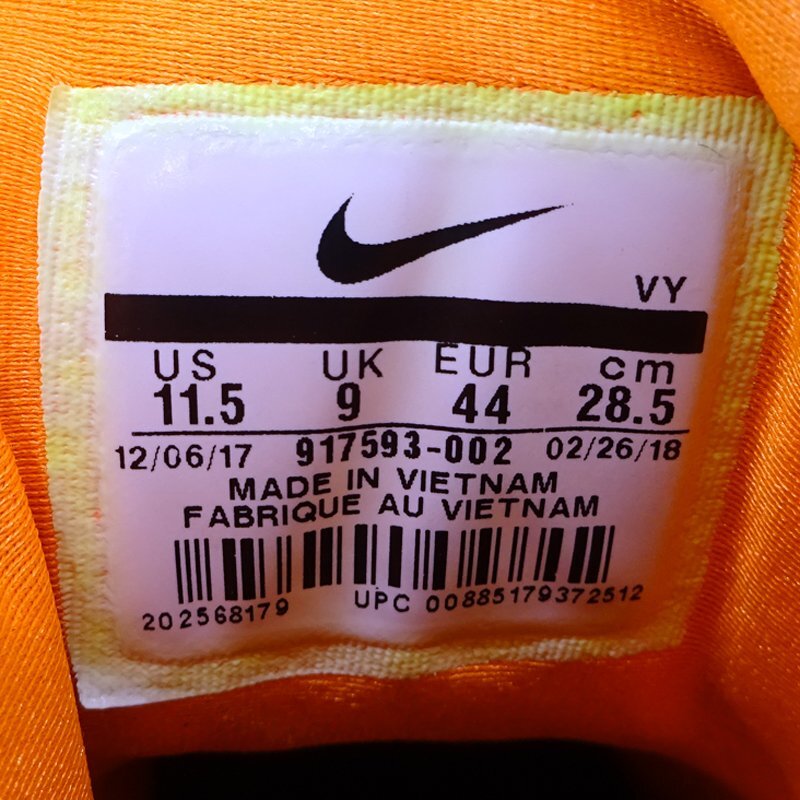 VY
US UK EUR cm
11.5 9 44 28.5
12/06/17 917593-002 02/26/18
MADE IN VIETNAM
FABRIQUE AU VIETNAM
202568179 UPC 00885179372512